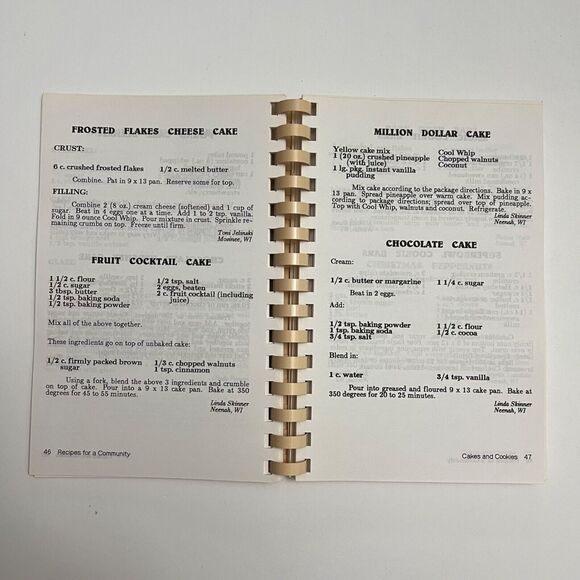 FROSTED FLAKES CHEESE CAKE
CRUST:
6 c. crushed frosted flakes
1/2 c. melted butter
Combine. Pat in 9 x 13 pan. Reserve some for top.
FILLING:
Combine 2 (8 oz.) cream cheese (softened) and 1 cup of
sugar. Beat in 4 eggs one at a time. Add 1 to 2 tsp. vanilla.
Fold in 9 ounce Cool Whip. Pour mixture in crust. Sprinkle re-
maining crumbs on top. Freeze until firm.
Toni Jelinski
Mosinee, WI
FRUIT COCKTAIL CAKE
1 1/2 c. flour
1/2 c. sugar
3 tbsp. butter
1/2 tsp. baking soda
1/2 tsp. baking powder
1/2 tsp. salt
2 eggs, beaten
2 c. fruit cocktail (including
juice)
Mix all of the above together.
These ingredients go on top of unbaked cake:
1/2 c. firmly packed brown
sugar
1/3 c. chopped walnuts
1 tsp. cinnamon
Using a fork, blend the above 3 ingredients and crumble
on top of cake. Pour into a 9 x 13 cake pan. Bake at 350
degrees for 45 to 55 minutes.
Linda Skinner
Neenah, WI
46 Recipes for a Community
MILLION DOLLAR CAKE
Yellow cake mix
1 (20 oz.) crushed pineapple
(with juice)
1 lg. pkg. instant vanilla
pudding
Cool Whip
Chopped walnuts
Coconut
Mix cake according to the package directions. Bake in 9 x
13 in. pan. Spread pineapple over warm cake. Mix pudding ac-
cording to package directions; spread over top of pineapple.
Top with Cool Whip, walnuts and coconut. Refrigerate.
Linda Skinner
Neenah, WI
CHOCOLATE CAKE
Cream:
1/2 c. butter or margarine
1 1/4 c. sugar
Beat in 2 eggs.
Add:
1/2 tsp. baking powder
1 tsp. baking soda
3/4 tsp. salt
1 1/2 c. flour
1/2 c. cocoa
Blend in:
1 c. water
3/4 tsp. vanilla
Pour into greased and floured 9 x 13 cake pan. Bake at
350 degrees for 20 to 25 minutes.
Linda Skinner
Neenah, WI
Cakes and Cookies 47